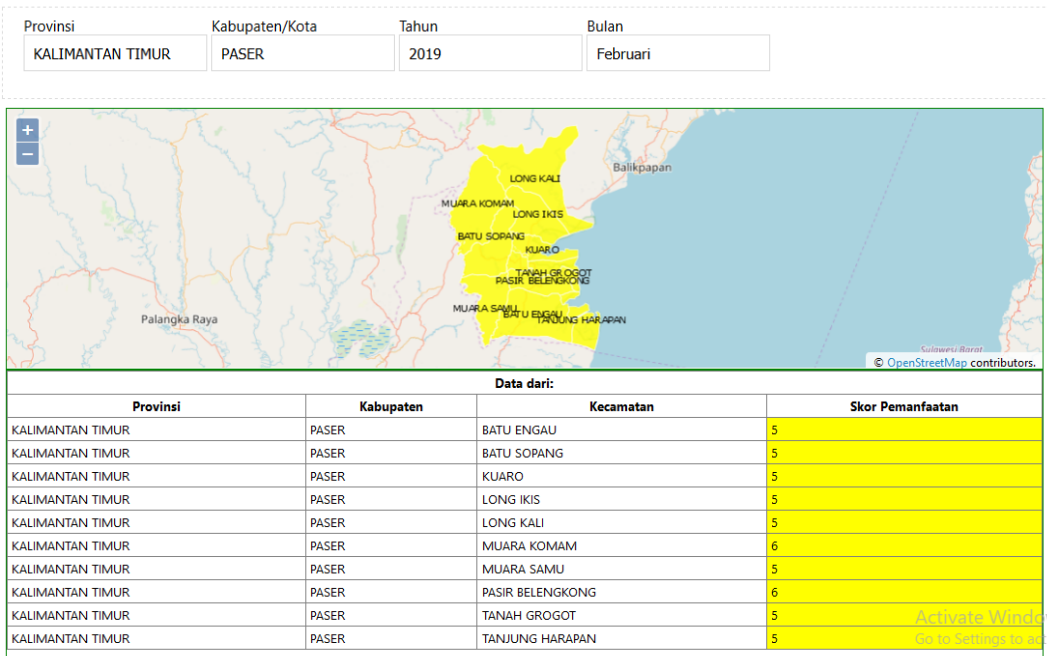 Provinsi Kabupaten/Kota Tahun Bulan
KALIMANTAN TIMUR PASER 2019 Februari
+
−
Balikpapan
LONG KALI
MUARA KOMAM
LONG IKIS
BATU SOPANG
KUARO
TANAH GROGOT
PASIR BELENGKONG
MUARA SAMU
BATU ENGAU
TANJUNG HARAPAN
Palangka Raya
Sulawesi Barat
© OpenStreetMap contributors.
Data dari:
Provinsi Kabupaten Kecamatan Skor Pemanfaatan
KALIMANTAN TIMUR PASER BATU ENGAU 5
KALIMANTAN TIMUR PASER BATU SOPANG 5
KALIMANTAN TIMUR PASER KUARO 5
KALIMANTAN TIMUR PASER LONG IKIS 5
KALIMANTAN TIMUR PASER LONG KALI 5
KALIMANTAN TIMUR PASER MUARA KOMAM 6
KALIMANTAN TIMUR PASER MUARA SAMU 5
KALIMANTAN TIMUR PASER PASIR BELENGKONG 6
KALIMANTAN TIMUR PASER TANAH GROGOT 5
KALIMANTAN TIMUR PASER TANJUNG HARAPAN 5
Activate Windo
Go to Settings to act